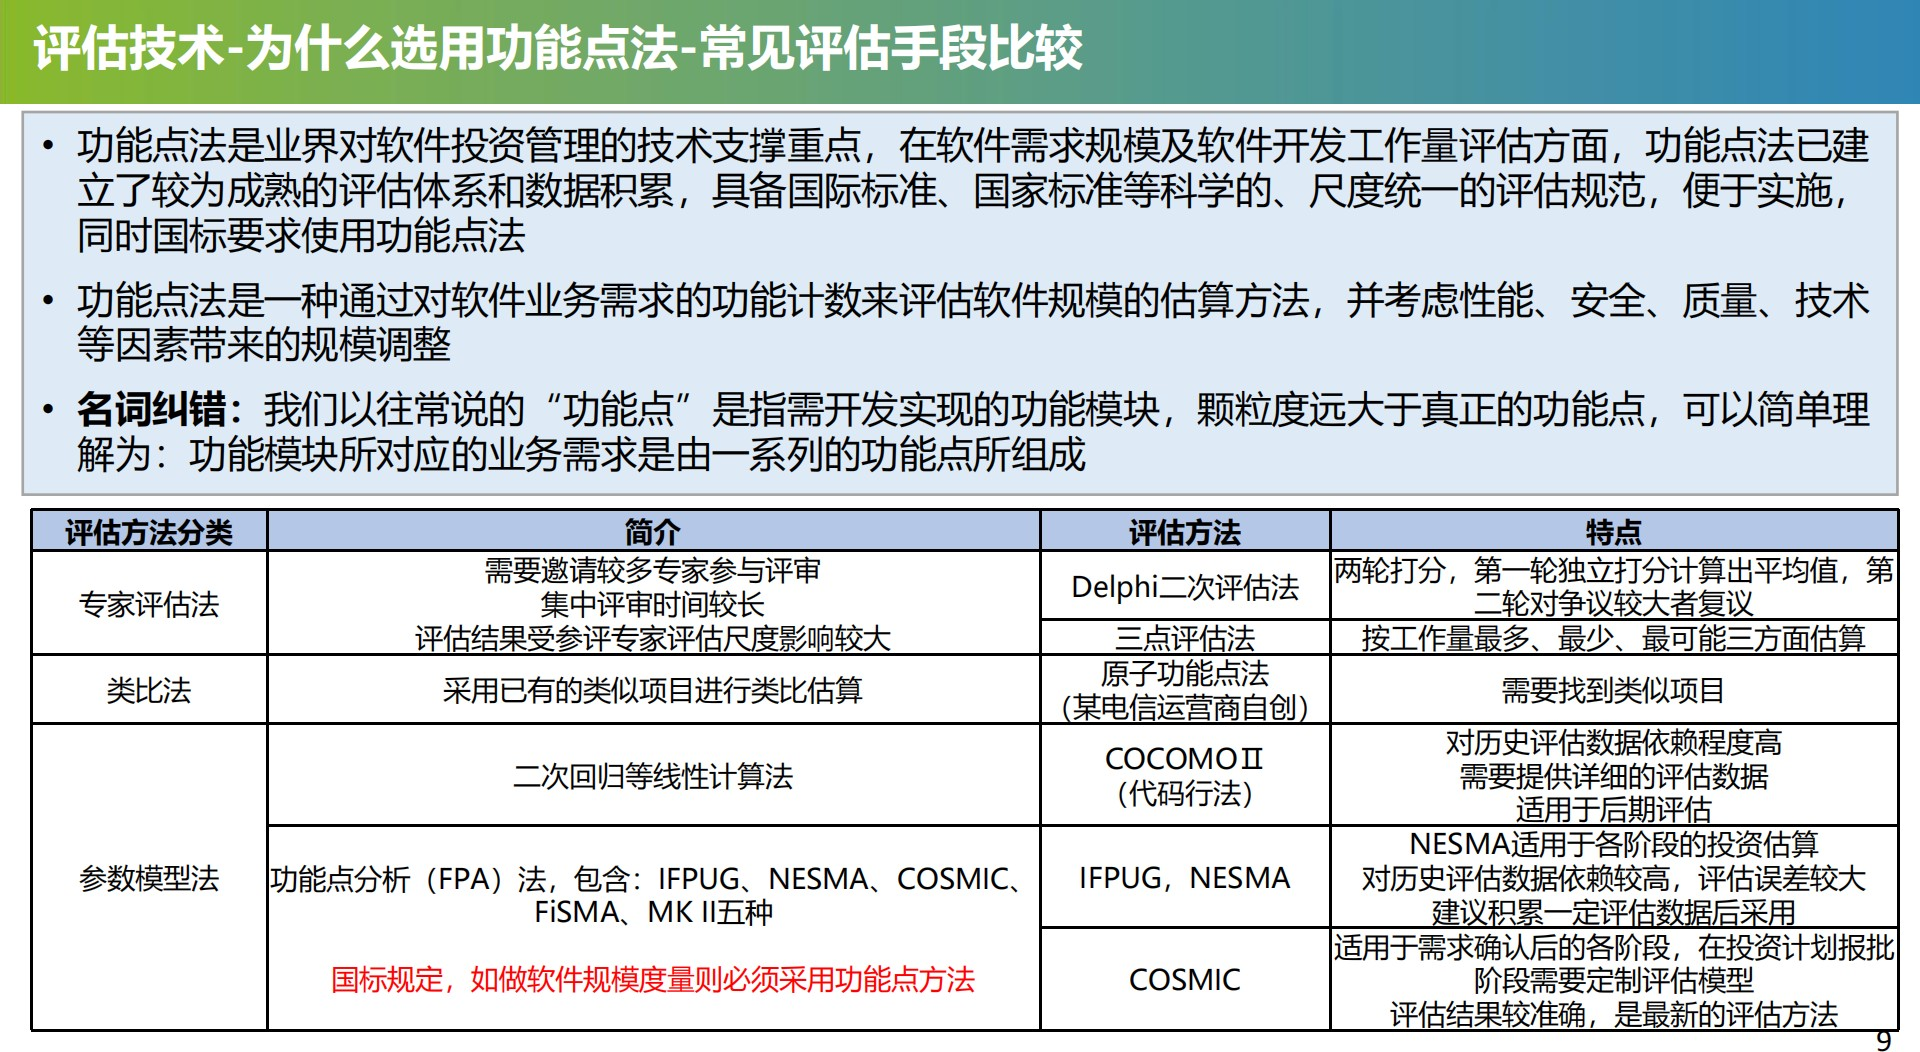 评估技术-为什么选用功能点法-常见评估手段比较
• 功能点法是业界对软件投资管理的技术支撑重点，在软件需求规模及软件开发工作量评估方面，功能点法已建
立了较为成熟的评估体系和数据积累，具备国际标准、国家标准等科学的、尺度统一的评估规范，便于实施，
同时国标要求使用功能点法
• 功能点法是一种通过对软件业务需求的功能计数来评估软件规模的估算方法，并考虑性能、安全、质量、技术
等因素带来的规模调整
• 名词纠错：我们以往常说的“功能点”是指需开发实现的功能模块，颗粒度远大于真正的功能点，可以简单理
解为：功能模块所对应的业务需求是由一系列的功能点所组成
评估方法分类
简介
评估方法
特点
专家评估法
需要邀请较多专家参与评审
集中评审时间较长
评估结果受参评专家评估尺度影响较大
Delphi二次评估法
两轮打分，第一轮独立打分计算出平均值，第
二轮对争议较大者复议
三点评估法
按工作量最多、最少、最可能三方面估算
类比法
采用已有的类似项目进行类比估算
原子功能点法
（某电信运营商自创）
需要找到类似项目
参数模型法
二次回归等线性计算法
COCOMOⅡ
（代码行法）
对历史评估数据依赖程度高
需要提供详细的评估数据
适用于后期评估
功能点分析（FPA）法，包含：IFPUG、NESMA、COSMIC、
FiSMA、MK II五种
国标规定，如做软件规模度量则必须采用功能点方法
IFPUG，NESMA
NESMA适用于各阶段的投资估算
对历史评估数据依赖较高，评估误差较大
建议积累一定评估数据后采用
COSMIC
适用于需求确认后的各阶段，在投资计划报批
阶段需要定制评估模型
评估结果较准确，是最新的评估方法
9